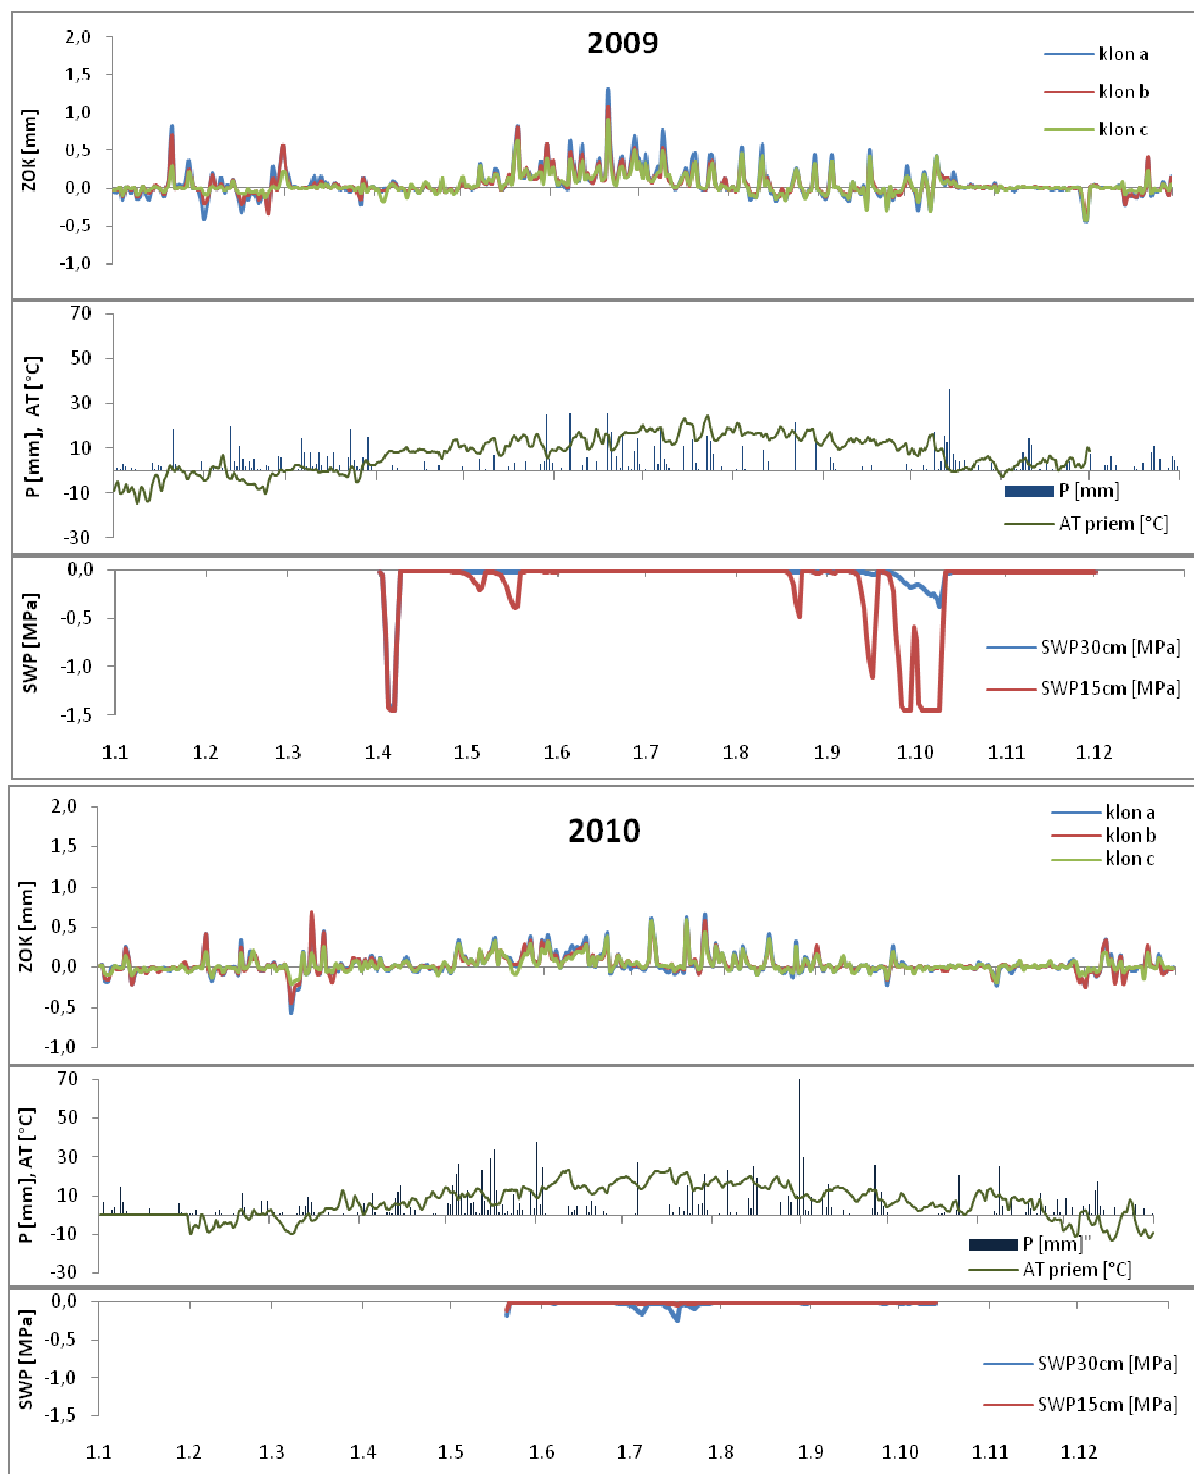 2009
2,0
1,5
1,0
0,5
0,0
-0,5
-1,0
ZOK [mm]
klon a
klon b
klon c
70
50
30
10
-10
-30
P [mm], AT [°C]
P [mm]
AT priem [°C]
0,0
-0,5
-1,0
-1,5
SWP [MPa]
SWP30cm [MPa]
SWP15cm [MPa]
1.1 1.2 1.3 1.4 1.5 1.6 1.7 1.8 1.9 1.10 1.11 1.12
2010
2,0
1,5
1,0
0,5
0,0
-0,5
-1,0
ZOK [mm]
klon a
klon b
klon c
70
50
30
10
-10
-30
P [mm], AT [°C]
P [mm]"
AT priem [°C]
0,0
-0,5
-1,0
-1,5
SWP [MPa]
SWP30cm [MPa]
SWP15cm [MPa]
1.1 1.2 1.3 1.4 1.5 1.6 1.7 1.8 1.9 1.10 1.11 1.12